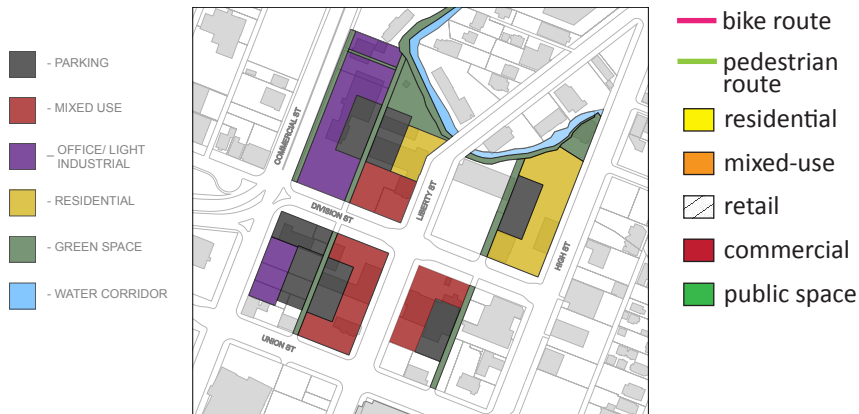 - PARKING
- MIXED USE
- OFFICE/ LIGHT
INDUSTRIAL
- RESIDENTIAL
- GREEN SPACE
- WATER CORRIDOR
COMMERCIAL ST
DIVISION ST
LIBERTY ST
HIGH ST
UNION ST
bike route
pedestrian
route
residential
mixed-use
retail
commercial
public space